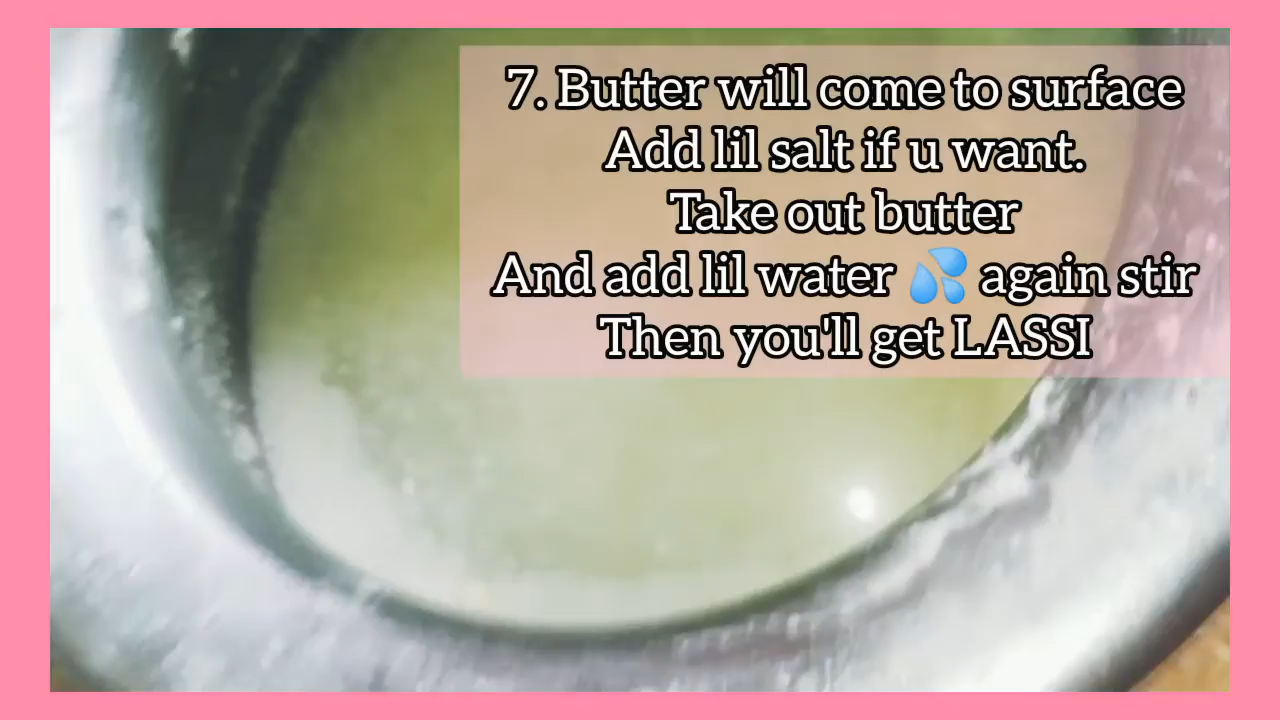 7. Butter will come to surface
Add lil salt if u want.
Take out butter
And add lil water 💦 again stir
Then you'll get LASSI